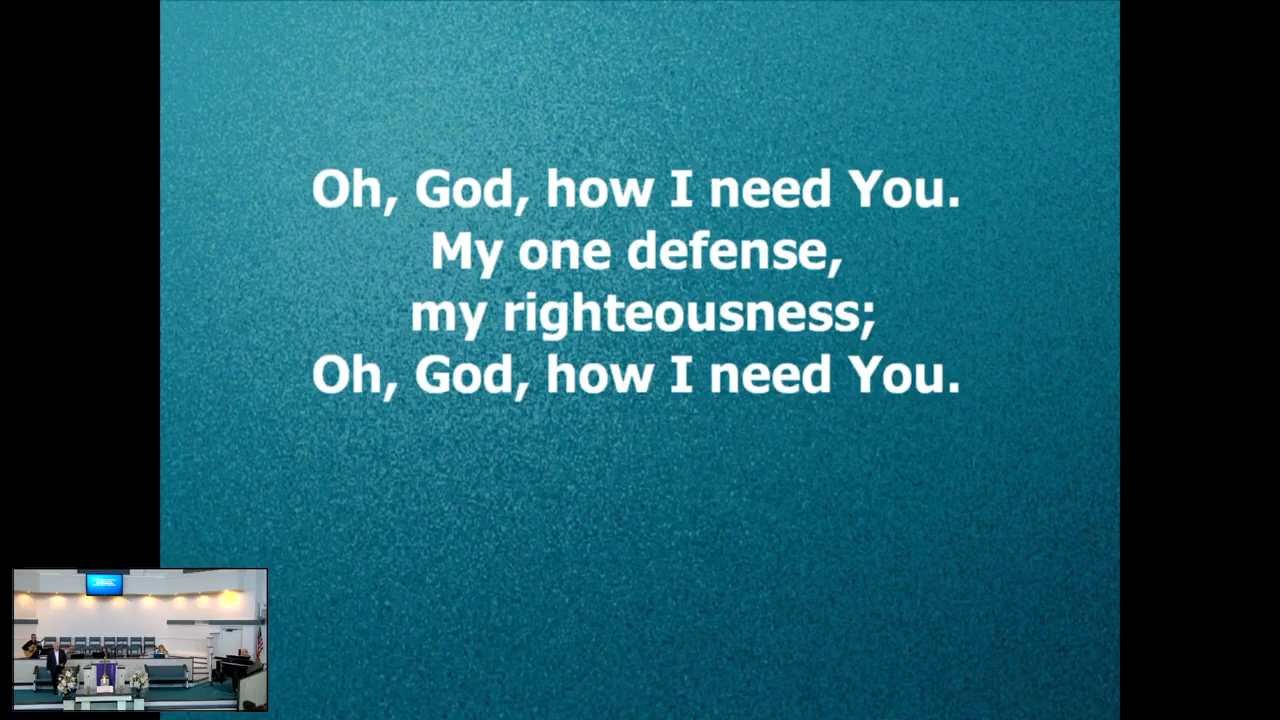 Oh, God, how I need You.
My one defense,
my righteousness;
Oh, God, how I need You.